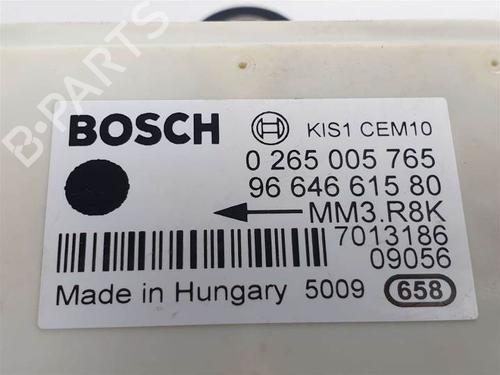 BOSCH
KIS1 CEM10
0 265 005 765
96 646 615 80
MM3.R8K
7013186
09056
Made in Hungary 5009 658
B-PARTS